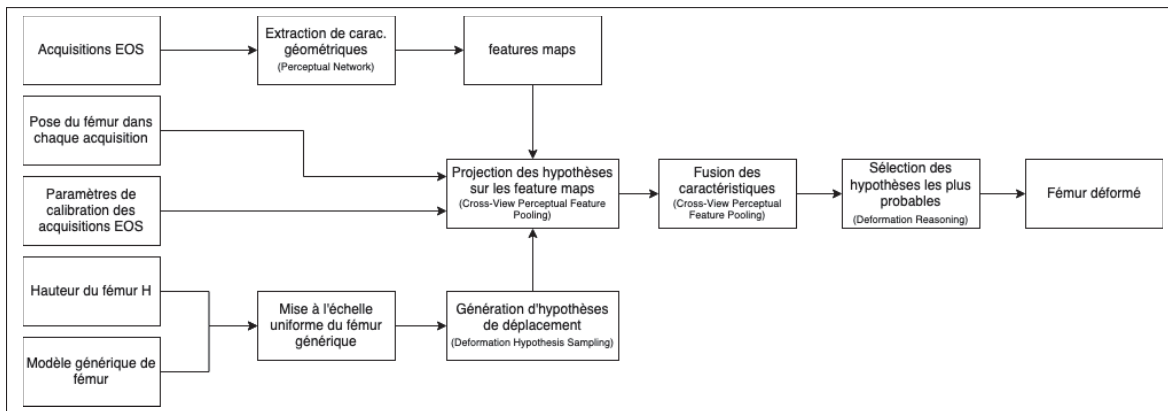 Acquisitions EOS
Extraction de carac.
géométriques
(Perceptual Network)
features maps
Pose du fémur dans
chaque acquisition
Paramètres de
calibration des
acquisitions EOS
Projection des hypothèses
sur les feature maps
(Cross-View Perceptual Feature
Pooling)
Fusion des
caractéristiques
(Cross-View Perceptual
Feature Pooling)
Sélection des
hypothèses les plus
probables
(Deformation Reasoning)
Fémur déformé
Hauteur du fémur H
Modèle générique de
fémur
Mise à l'échelle
uniforme du fémur
générique
Génération d'hypothèses
de déplacement
(Deformation Hypothesis Sampling)